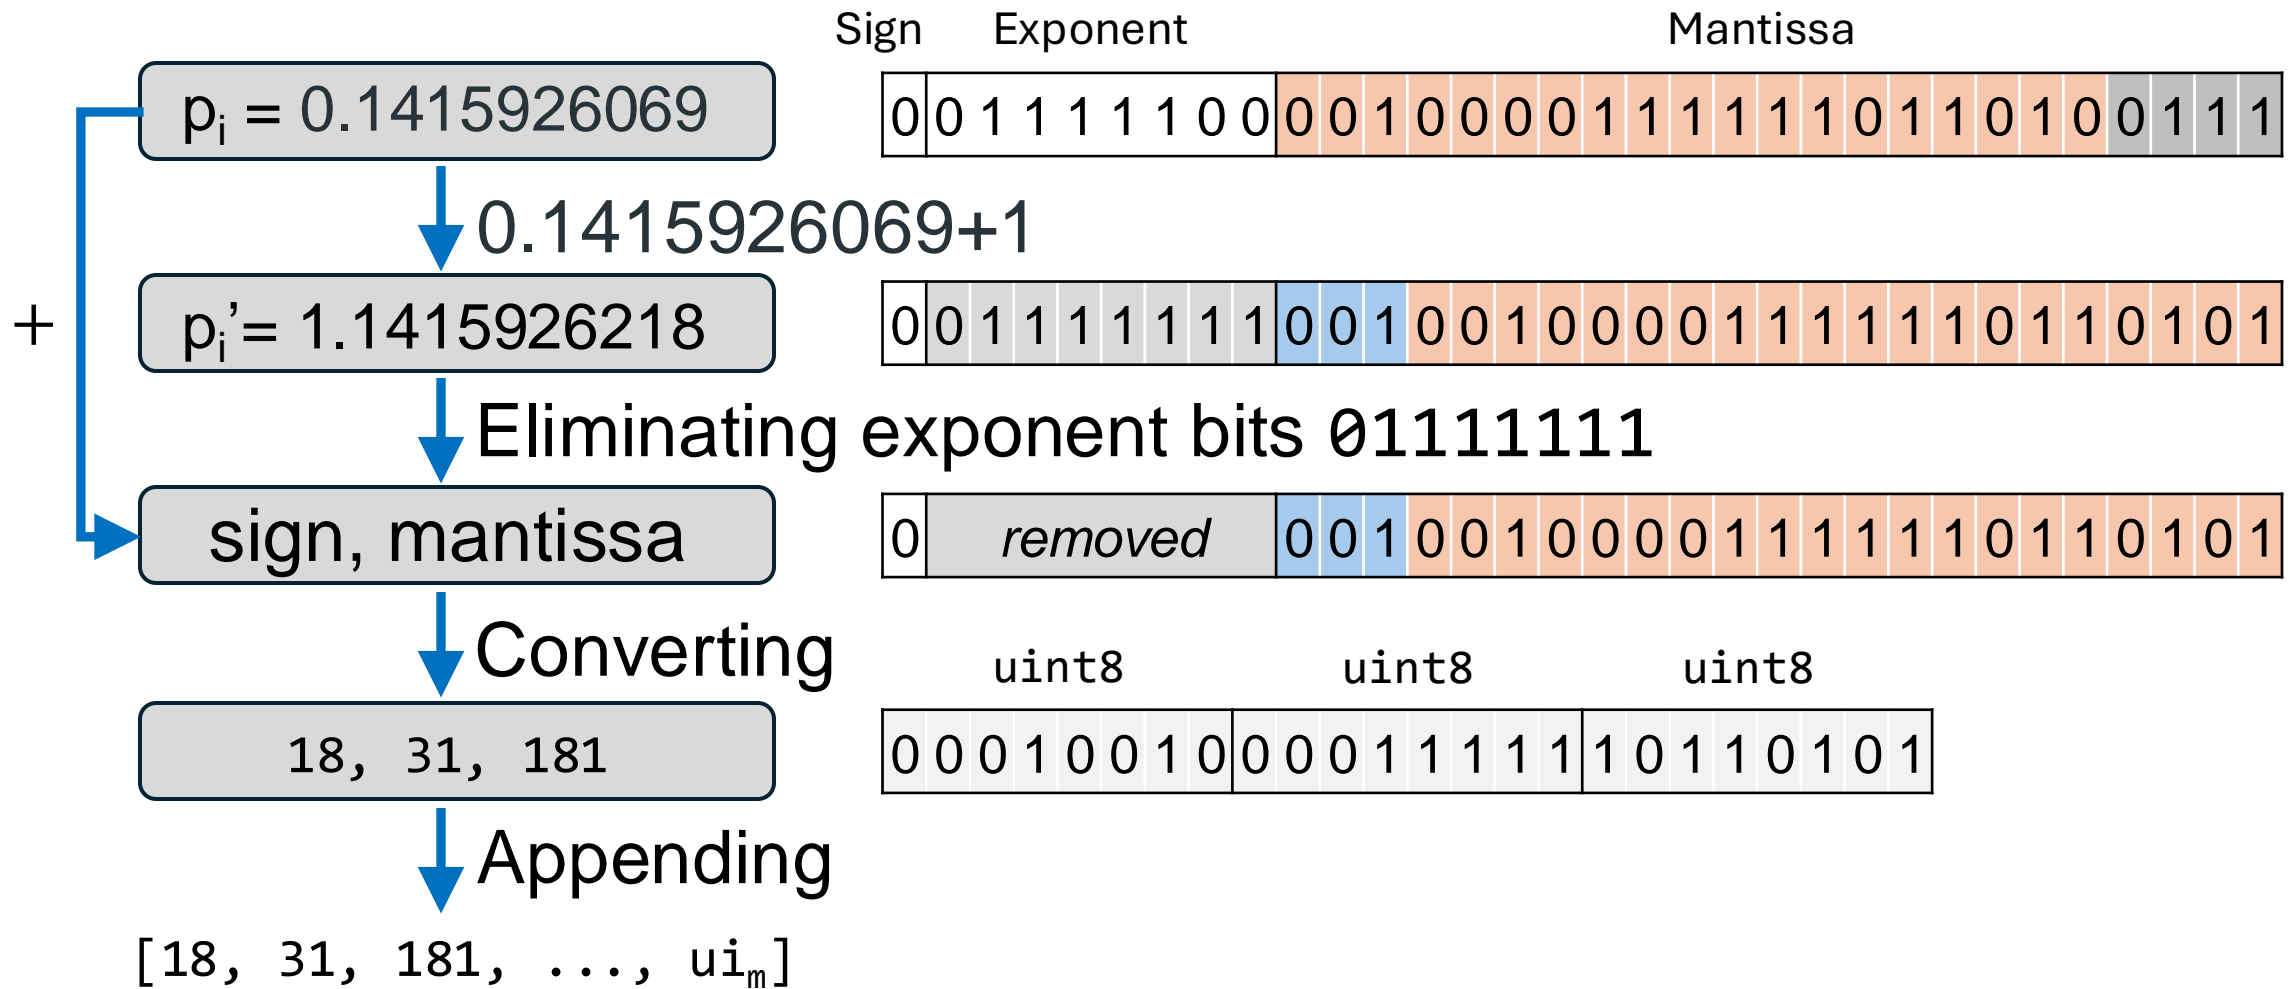 Sign Exponent Mantissa
pi = 0.1415926069
0 0 1 1 1 1 1 0 0 0 0 1 0 0 0 0 1 1 1 1 1 1 0 1 1 0 1 0 0 1 1 1
0.1415926069+1
+
pi’= 1.1415926218
0 0 1 1 1 1 1 1 1 0 0 1 0 0 1 0 0 0 0 1 1 1 1 1 1 0 1 1 0 1 0 1
Eliminating exponent bits 01111111
sign, mantissa
0 removed 0 0 1 0 0 1 0 0 0 0 1 1 1 1 1 1 0 1 1 0 1 0 1
Converting
uint8 uint8 uint8
18, 31, 181
0 0 0 1 0 0 1 0 0 0 0 1 1 1 1 1 1 0 1 1 0 1 0 1
Appending
[18, 31, 181, ..., uim]